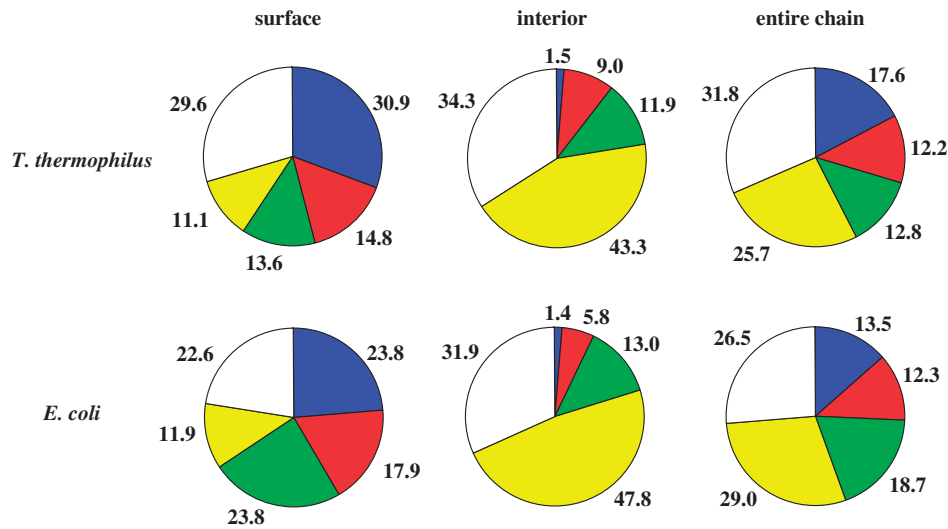 surface interior entire chain
T. thermophilus
29.6 30.9 14.8 13.6 11.1
34.3 1.5 9.0 11.9 43.3
31.8 17.6 12.2 12.8 25.7
E. coli
22.6 23.8 17.9 23.8 11.9
31.9 1.4 5.8 13.0 47.8
26.5 13.5 12.3 18.7 29.0